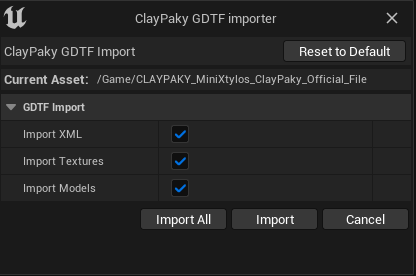 ClayPaky GDTF importer
ClayPaky GDTF Import Reset to Default
Current Asset: /Game/CLAYPAKY_MiniXtylos_ClayPaky_Official_File
GDTF Import
Import XML
Import Textures
Import Models
Import All Import Cancel